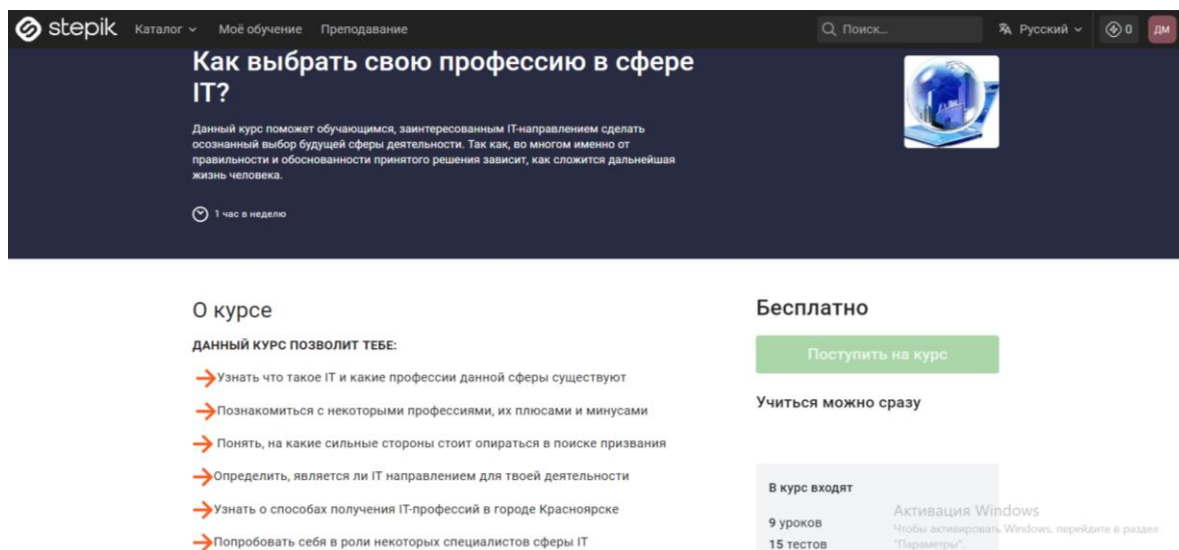 stepik Каталог Моё обучение Преподавание Поиск... Русский 0 ДМ
Как выбрать свою профессию в сфере
IT?
Данный курс поможет обучающимся, заинтересованным IT-направлением сделать
осознанный выбор будущей сферы деятельности. Так как, во многом именно от
правильности и обоснованности принятого решения зависит, как сложится дальнейшая
жизнь человека.
1 час в неделю
О курсе
ДАННЫЙ КУРС ПОЗВОЛИТ ТЕБЕ:
Узнать что такое IT и какие профессии данной сферы существуют
Познакомиться с некоторыми профессиями, их плюсами и минусами
Понять, на какие сильные стороны стоит опираться в поиске призвания
Определить, является ли IT направлением для твоей деятельности
Узнать о способах получения IT-профессий в городе Красноярске
Попробовать себя в роли некоторых специалистов сферы IT
Бесплатно
Поступить на курс
Учиться можно сразу
В курс входят
9 уроков
15 тестов
Активация Windows
Чтобы активировать Windows, перейдите в раздел
"Параметры".